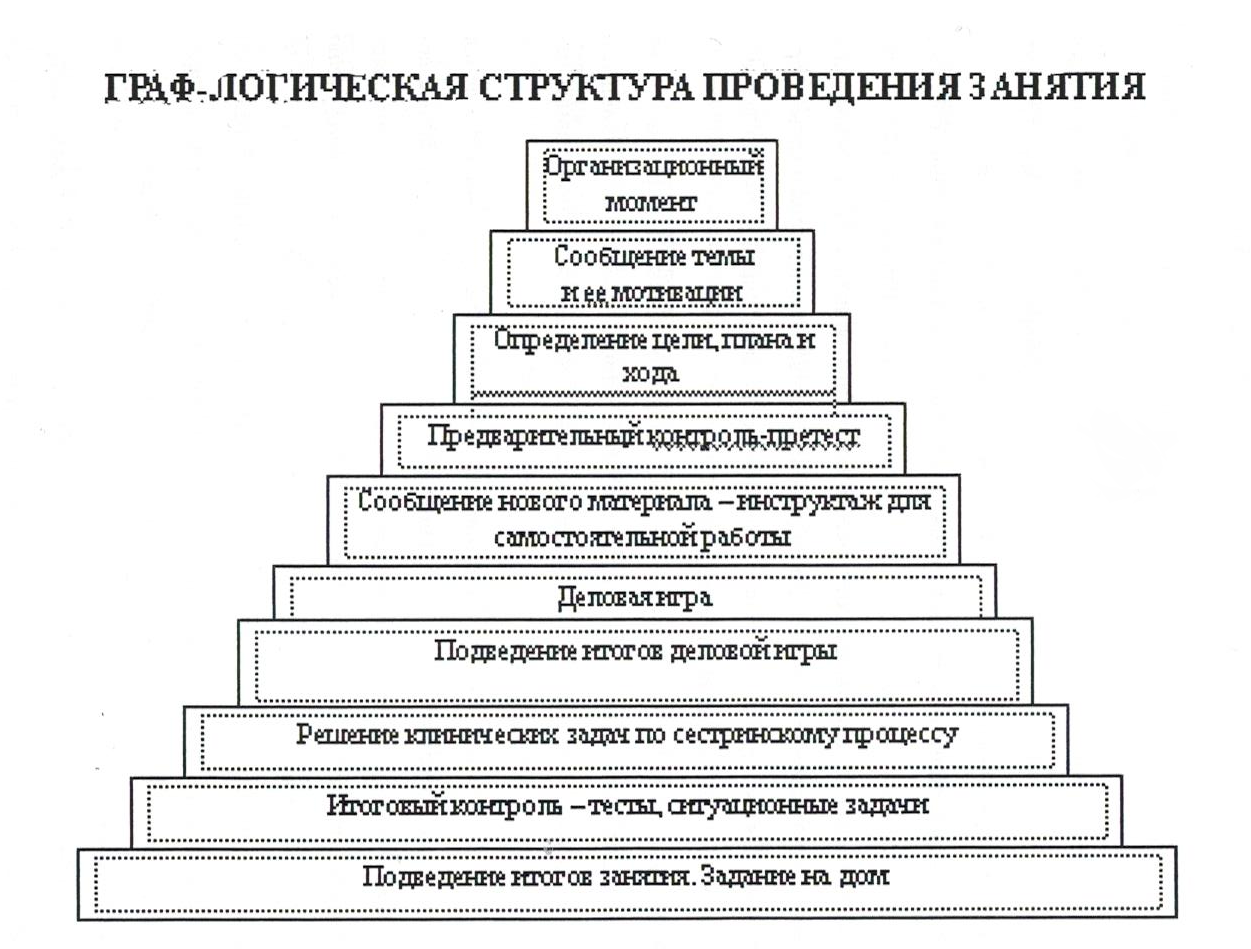 ГРАФ-ЛОГИЧЕСКАЯ СТРУКТУРА ПРОВЕДЕНИЯ ЗАНЯТИЯ
Организационный
момент
Сообщение темы
и ее мотивации
Определение цели, плана и
хода
Предварительный контроль-претест
Сообщение нового материала – инструктаж для
самостоятельной работы
Деловая игра
Подведение итогов деловой игры
Решение клинических задач по сестринскому процессу
Итоговый контроль – тесты, ситуационные задачи
Подведение итогов занятия. Задание на дом